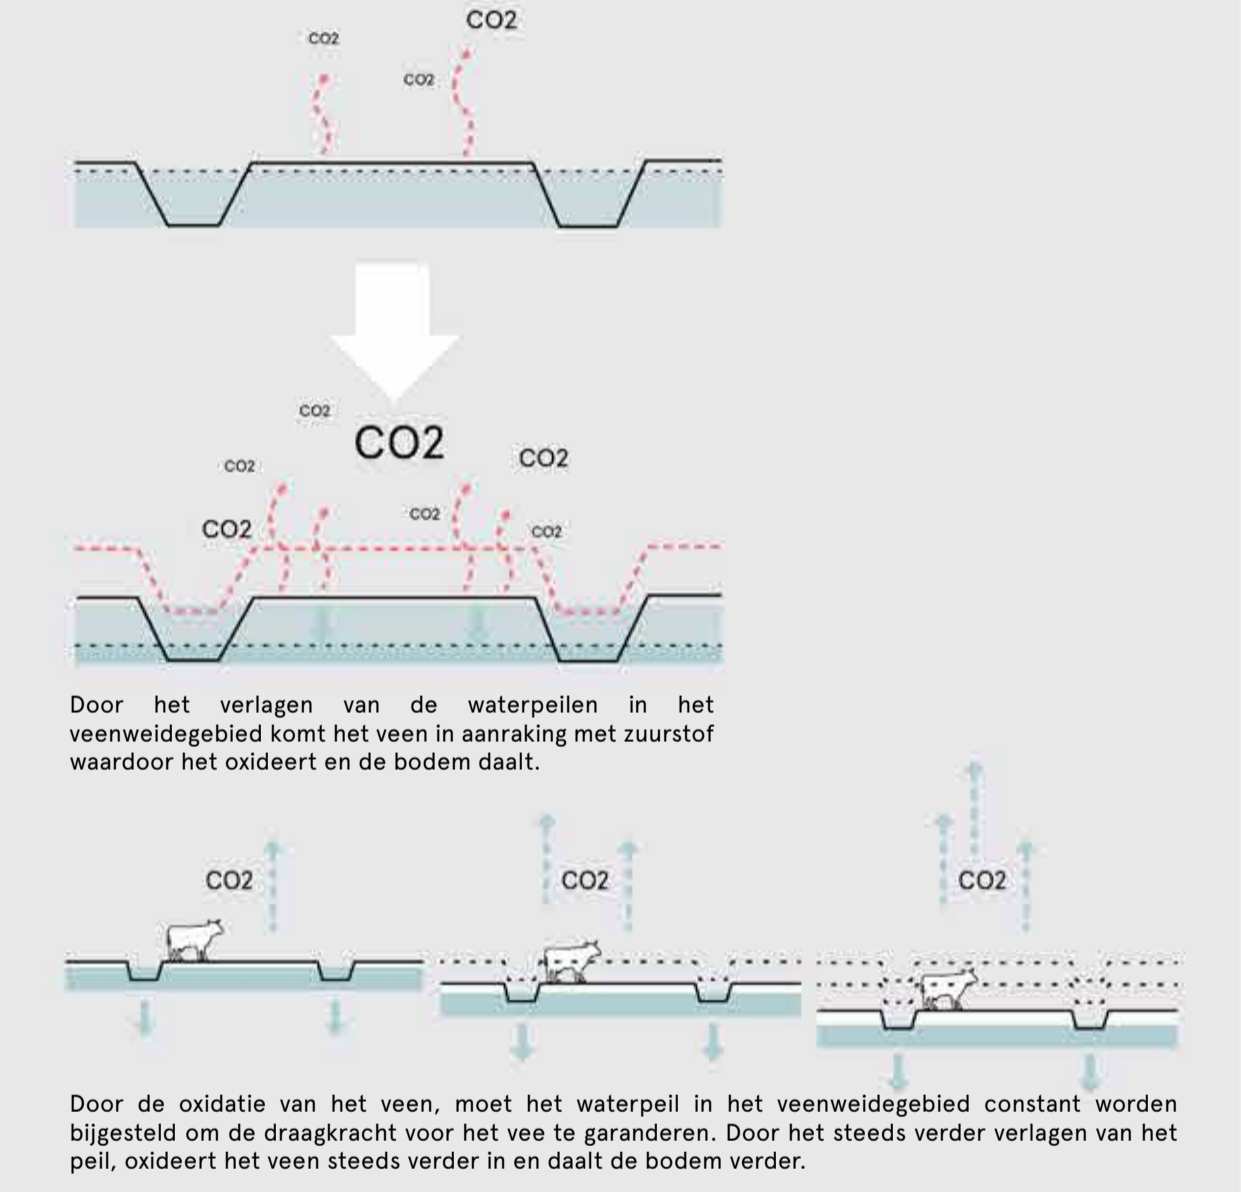 CO2
CO2
CO2
CO2
CO2
CO2
CO2
CO2
CO2
CO2
Door het verlagen van de waterpeilen in het
veenweidegebied komt het veen in aanraking met zuurstof
waardoor het oxideert en de bodem daalt.
CO2
CO2
CO2
Door de oxidatie van het veen, moet het waterpeil in het veenweidegebied constant worden
bijgesteld om de draagkracht voor het vee te garanderen. Door het steeds verder verlagen van het
peil, oxideert het veen steeds verder in en daalt de bodem verder.